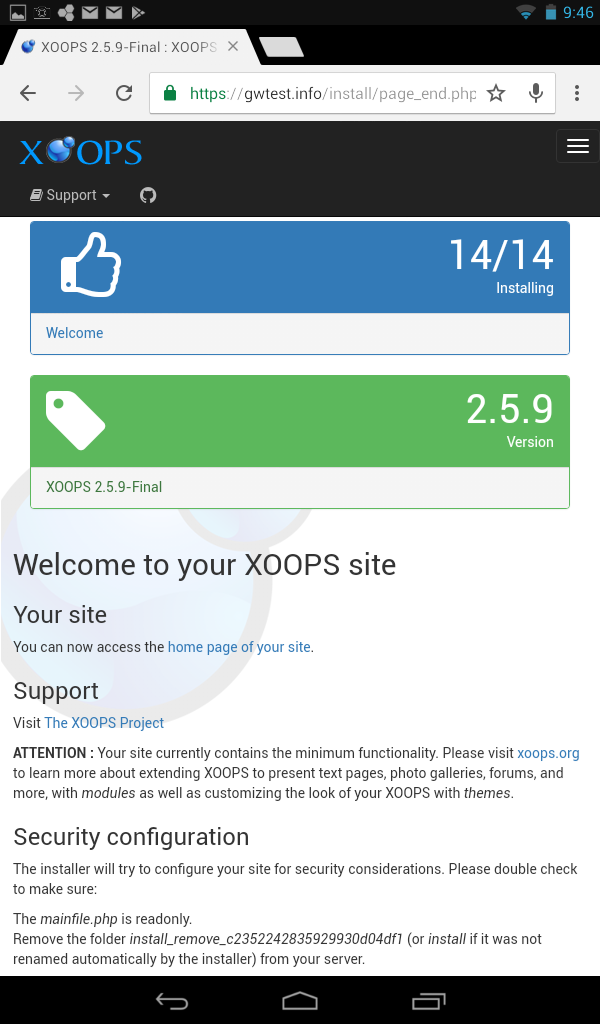 9:46
XOOPS 2.5.9-Final : XOOPS
https://gwtest.info/install/page_end.php
XOOPS
Support
14/14
Installing
Welcome
2.5.9
Version
XOOPS 2.5.9-Final
Welcome to your XOOPS site
Your site
You can now access the home page of your site.
Support
Visit The XOOPS Project
ATTENTION : Your site currently contains the minimum functionality. Please visit xoops.org
to learn more about extending XOOPS to present text pages, photo galleries, forums, and
more, with modules as well as customizing the look of your XOOPS with themes.
Security configuration
The installer will try to configure your site for security considerations. Please double check
to make sure:
The mainfile.php is readonly.
Remove the folder install_remove_c2352242835929930d04df1 (or install if it was not
renamed automatically by the installer) from your server.